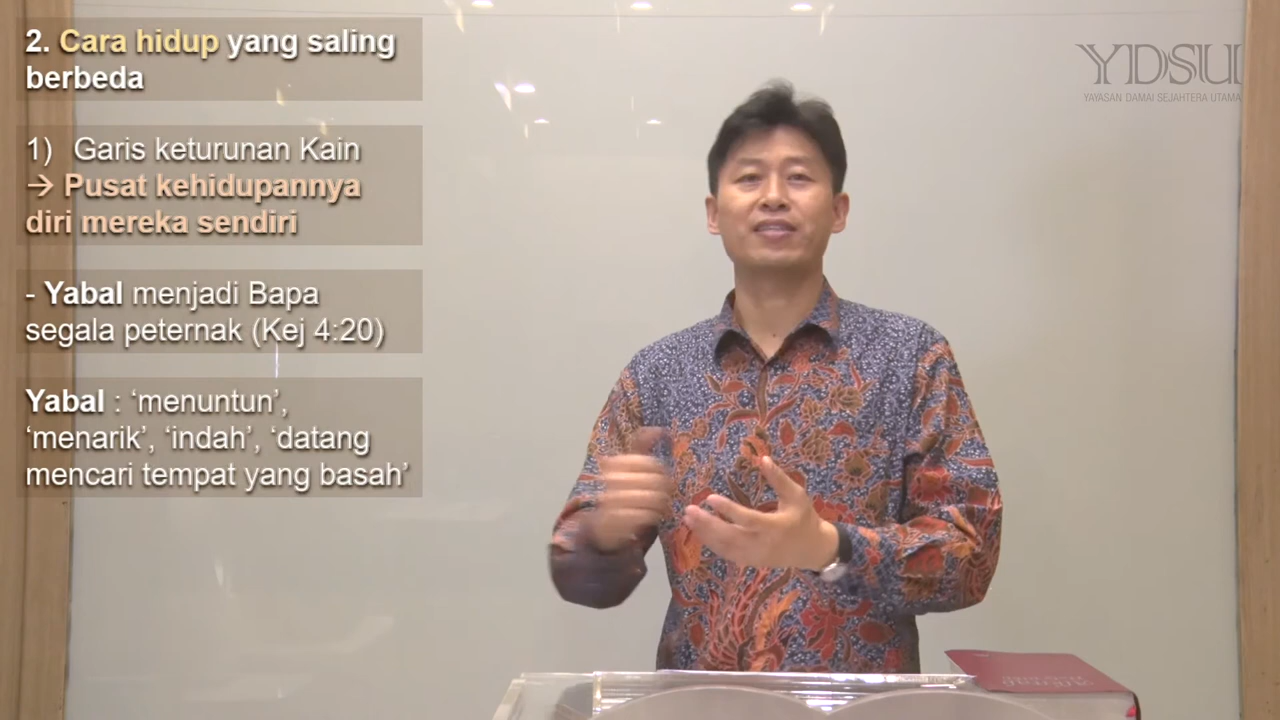 2. Cara hidup yang saling
berbeda
1) Garis keturunan Kain
→ Pusat kehidupannya
diri mereka sendiri
- Yabal menjadi Bapa
segala peternak (Kej 4:20)
Yabal : ‘menuntun’,
‘menarik’, ‘indah’, ‘datang
mencari tempat yang basah’
YDSU
YAYASAN DAMAI SEJAHTERA UTAMA